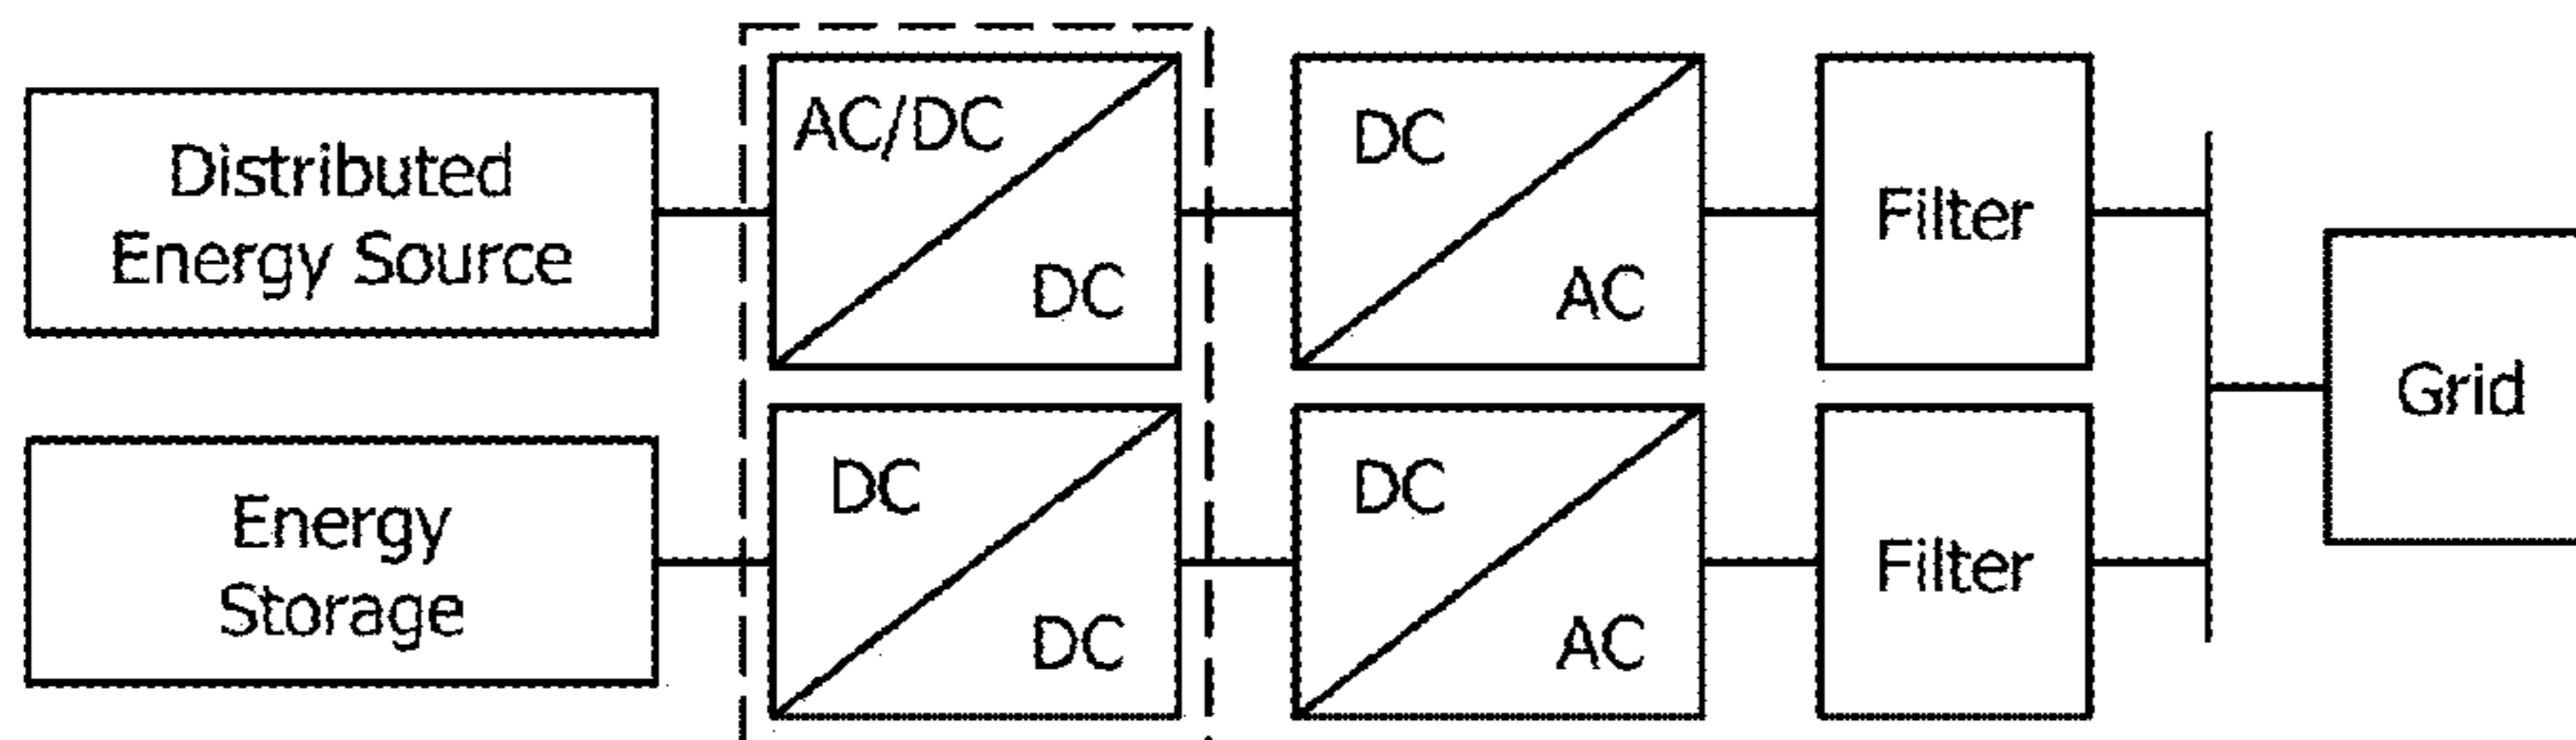 Distributed
Energy Source
AC/DC
DC
DC
AC
Filter
Grid
Energy
Storage
DC
DC
DC
AC
Filter